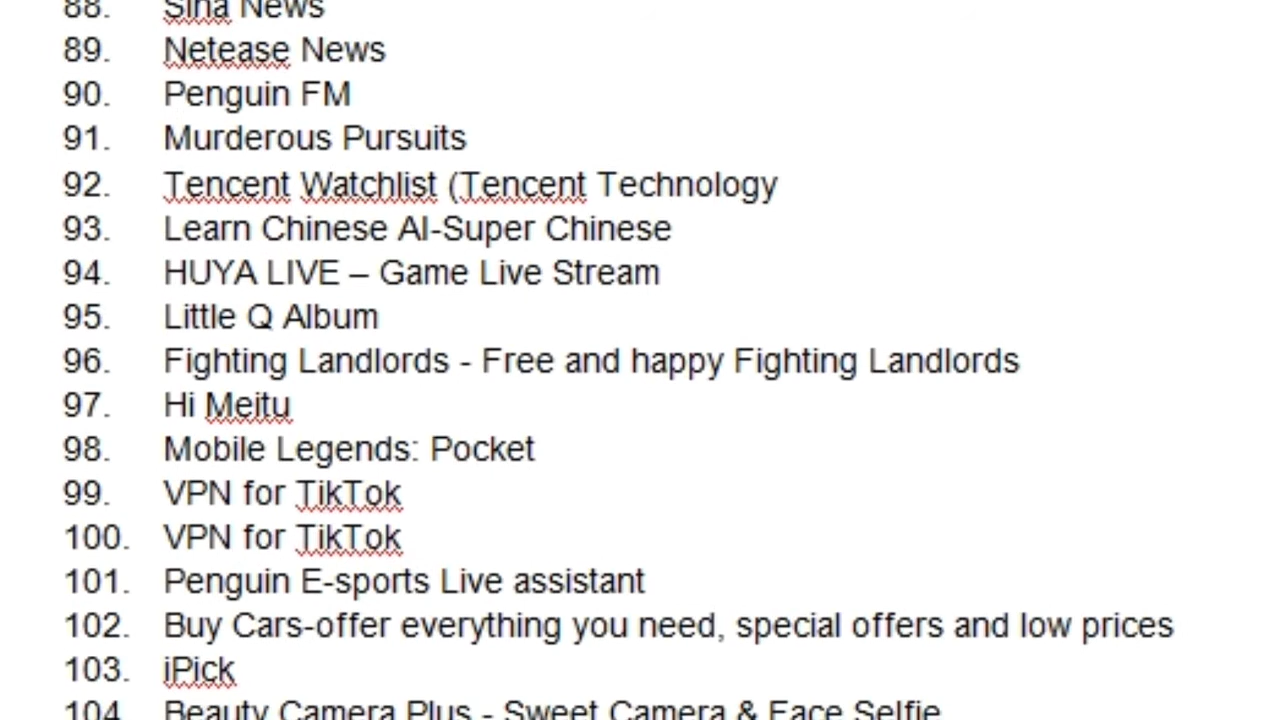 88. Sina News
89. Netease News
90. Penguin FM
91. Murderous Pursuits
92. Tencent Watchlist (Tencent Technology
93. Learn Chinese AI-Super Chinese
94. HUYA LIVE – Game Live Stream
95. Little Q Album
96. Fighting Landlords - Free and happy Fighting Landlords
97. Hi Meitu
98. Mobile Legends: Pocket
99. VPN for TikTok
100. VPN for TikTok
101. Penguin E-sports Live assistant
102. Buy Cars-offer everything you need, special offers and low prices
103. iPick
104. Beauty Camera Plus - Sweet Camera & Face Selfie